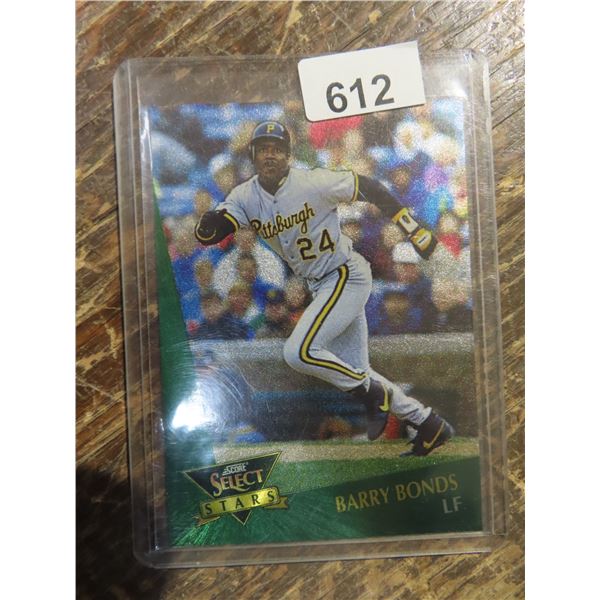 612
P
Pittsburgh
24
SCORE
SELECT
STARS
BARRY BONDS
LF